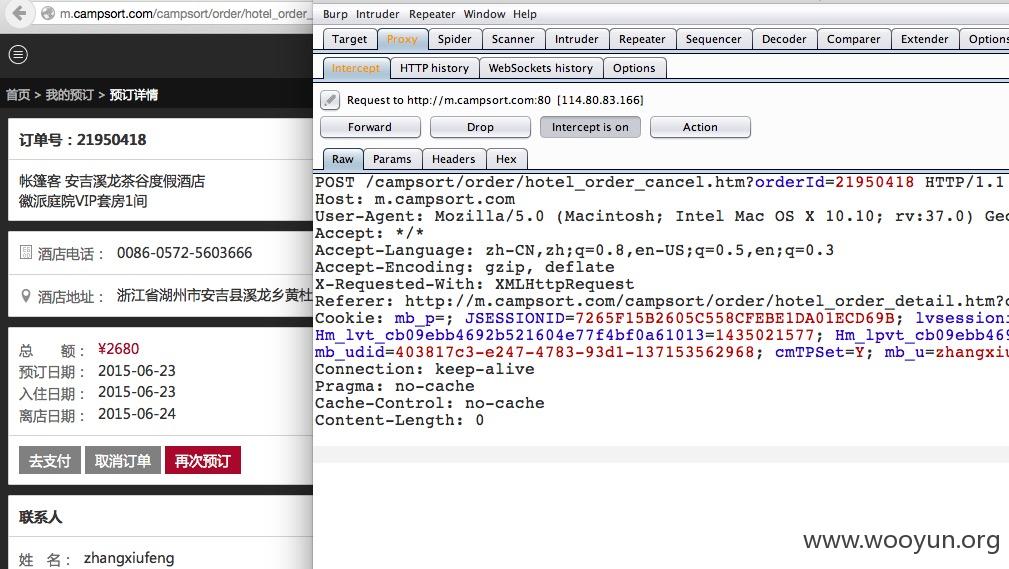 m.campsort.com/campsort/order/hotel_order_
首页 > 我的预订 > 预订详情
订单号：21950418
帐篷客 安吉溪龙茶谷度假酒店
徽派庭院VIP套房1间
酒店电话： 0086-0572-5603666
酒店地址： 浙江省湖州市安吉县溪龙乡黄杜
总 额： ¥2680
预订日期： 2015-06-23
入住日期： 2015-06-23
离店日期： 2015-06-24
去支付 取消订单 再次预订
联系人
姓 名： zhangxiufeng
Burp Intruder Repeater Window Help
Target Proxy Spider Scanner Intruder Repeater Sequencer Decoder Comparer Extender Options
Intercept HTTP history WebSockets history Options
Request to http://m.campsort.com:80 [114.80.83.166]
Forward Drop Intercept is on Action
Raw Params Headers Hex
POST /campsort/order/hotel_order_cancel.htm?orderId=21950418 HTTP/1.1
Host: m.campsort.com
User-Agent: Mozilla/5.0 (Macintosh; Intel Mac OS X 10.10; rv:37.0) Gec
Accept: */*
Accept-Language: zh-CN,zh;q=0.8,en-US;q=0.5,en;q=0.3
Accept-Encoding: gzip, deflate
X-Requested-With: XMLHttpRequest
Referer: http://m.campsort.com/campsort/order/hotel_order_detail.htm?o
Cookie: mb_p=; JSESSIONID=7265F15B2605C558CFEBE1DA01ECD69B; lvsession
Hm_lvt_cb09ebb4692b521604e77f4bf0a61013=1435021577; Hm_lpvt_cb09ebb469
mb_udid=403817c3-e247-4783-93d1-137153562968; cmTPSet=Y; mb_u=zhangxiu
Connection: keep-alive
Pragma: no-cache
Cache-Control: no-cache
Content-Length: 0
www.wooyun.org